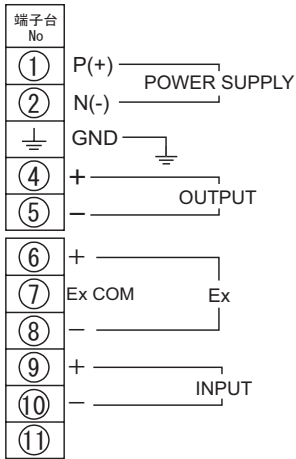 端子台
No
① P(+)
POWER SUPPLY
② N(-)
GND
④ +
OUTPUT
⑤ −
⑥ +
⑦ Ex COM Ex
⑧ −
⑨ +
INPUT
⑩ −
⑪